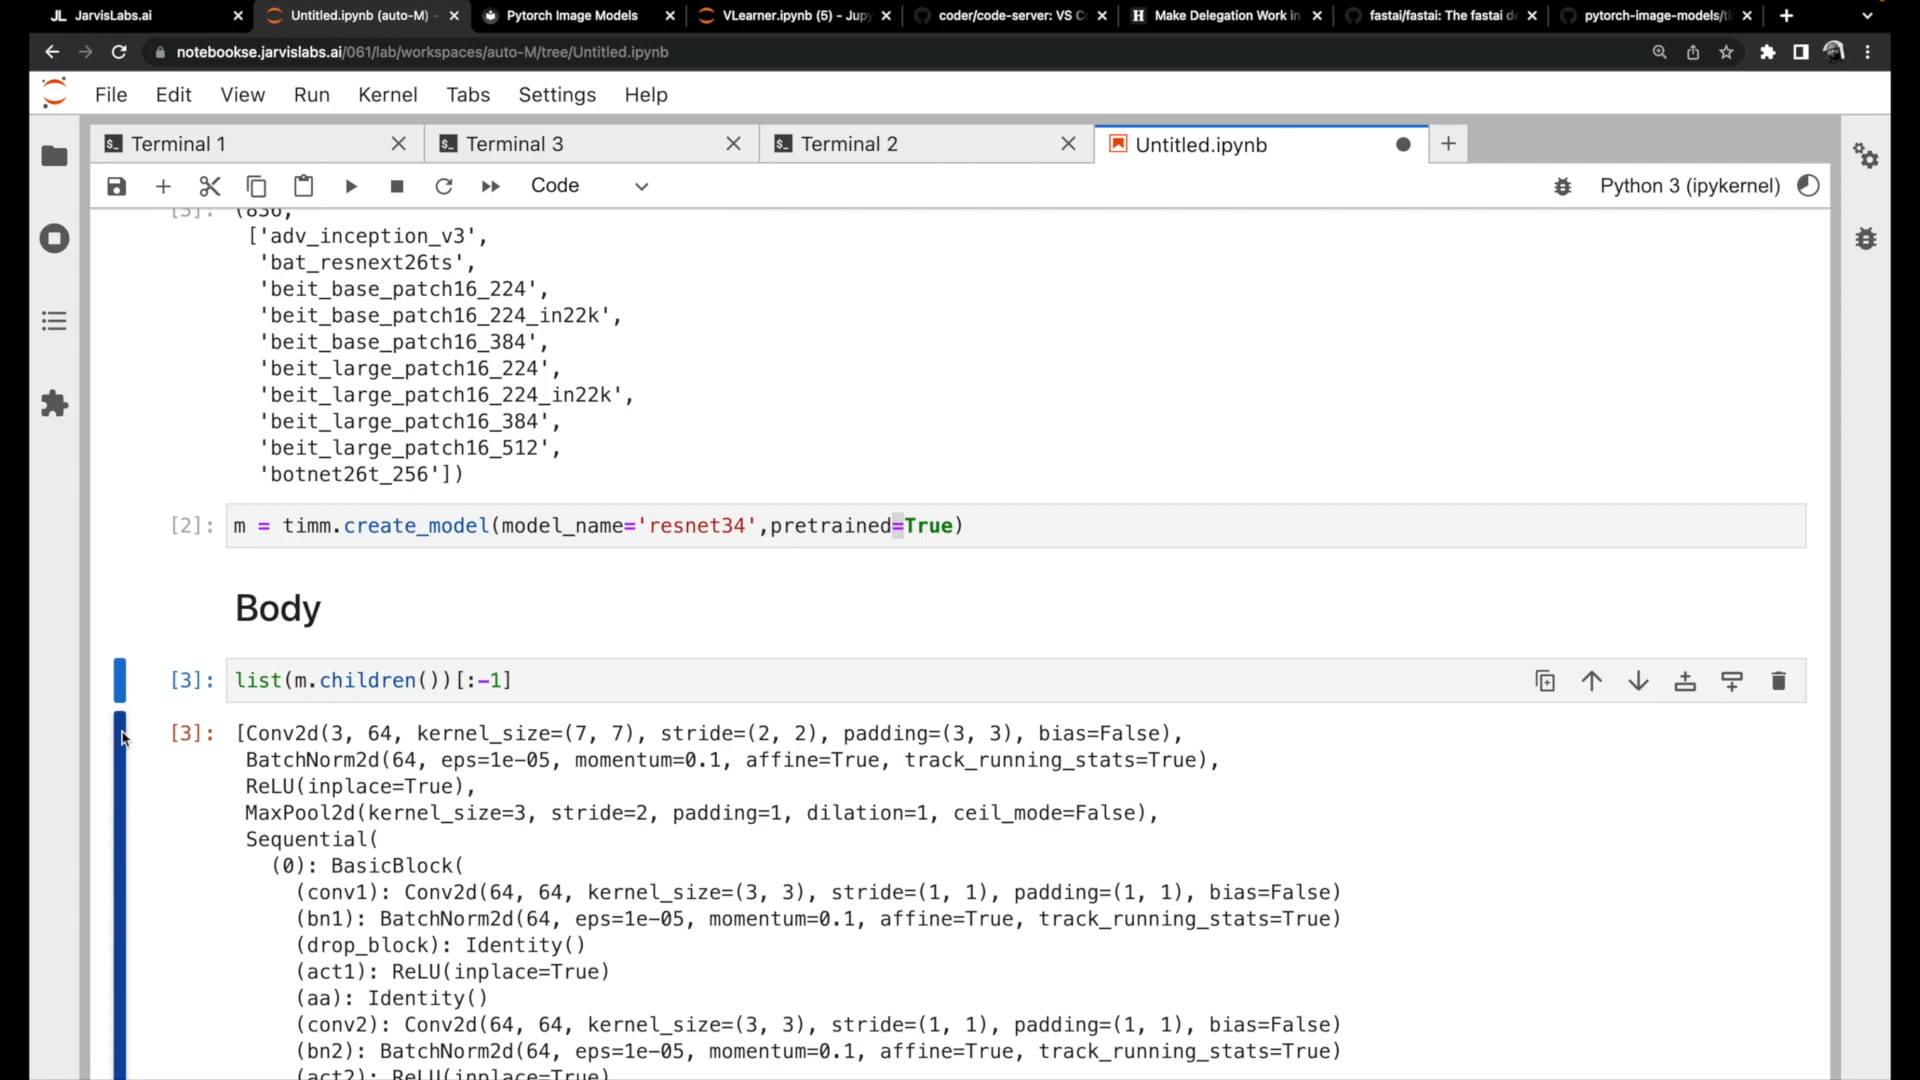 JL JarvisLabs.ai
Untitled.ipynb (auto-M) -
Pytorch Image Models
VLearner.ipynb (5) - Jup
coder/code-server: VS C
H Make Delegation Work in
fastai/fastai: The fastai d
pytorch-image-models/ti
notebookse.jarvislabs.ai/061/lab/workspaces/auto-M/tree/Untitled.ipynb
File Edit View Run Kernel Tabs Settings Help
Terminal 1
Terminal 3
Terminal 2
Untitled.ipynb
Code
Python 3 (ipykernel)
(836,
['adv_inception_v3',
'bat_resnext26ts',
'beit_base_patch16_224',
'beit_base_patch16_224_in22k',
'beit_base_patch16_384',
'beit_large_patch16_224',
'beit_large_patch16_224_in22k',
'beit_large_patch16_384',
'beit_large_patch16_512',
'botnet26t_256'])
[2]: m = timm.create_model(model_name='resnet34',pretrained=True)
Body
[3]: list(m.children())[:-1]
[3]: [Conv2d(3, 64, kernel_size=(7, 7), stride=(2, 2), padding=(3, 3), bias=False),
BatchNorm2d(64, eps=1e-05, momentum=0.1, affine=True, track_running_stats=True),
ReLU(inplace=True),
MaxPool2d(kernel_size=3, stride=2, padding=1, dilation=1, ceil_mode=False),
Sequential(
(0): BasicBlock(
(conv1): Conv2d(64, 64, kernel_size=(3, 3), stride=(1, 1), padding=(1, 1), bias=False)
(bn1): BatchNorm2d(64, eps=1e-05, momentum=0.1, affine=True, track_running_stats=True)
(drop_block): Identity()
(act1): ReLU(inplace=True)
(aa): Identity()
(conv2): Conv2d(64, 64, kernel_size=(3, 3), stride=(1, 1), padding=(1, 1), bias=False)
(bn2): BatchNorm2d(64, eps=1e-05, momentum=0.1, affine=True, track_running_stats=True)
(act2): ReLU(inplace=True)